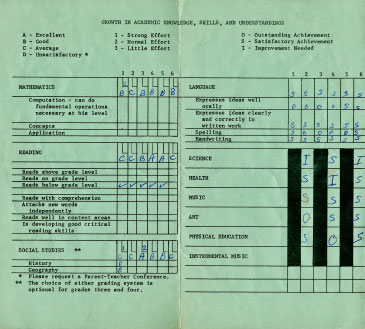 GROWTH IN ACADEMIC KNOWLEDGE, SKILLS, AND UNDERSTANDINGS
A - Excellent
B - Good
C - Average
D - Unsatisfactory *
1 - Strong Effort
2 - Normal Effort
3 - Little Effort
O - Outstanding Achievement
S - Satisfactory Achievement
I - Improvement Needed
1 2 3 4 5 6
MATHEMATICS
Computation - can do
fundamental operations
necessary at his level
Concepts
Application
READING
C C B A A C
Reads above grade level
Reads on grade level
Reads below grade level
Reads with comprehension
Attacks new words
independently
Reads well in content areas
Is developing good critical
reading skills
SOCIAL STUDIES **
History
Geography
* Please request a Parent-Teacher Conference.
** The choice of either grading system is
optional for grades three and four.
1 2 3 4 5 6
LANGUAGE
Expresses ideas well
orally
Expresses ideas clearly
and correctly in
written work
Spelling
Handwriting
SCIENCE I S I
HEALTH S I S
MUSIC S S S
ART O S S
PHYSICAL EDUCATION S O S
INSTRUMENTAL MUSIC